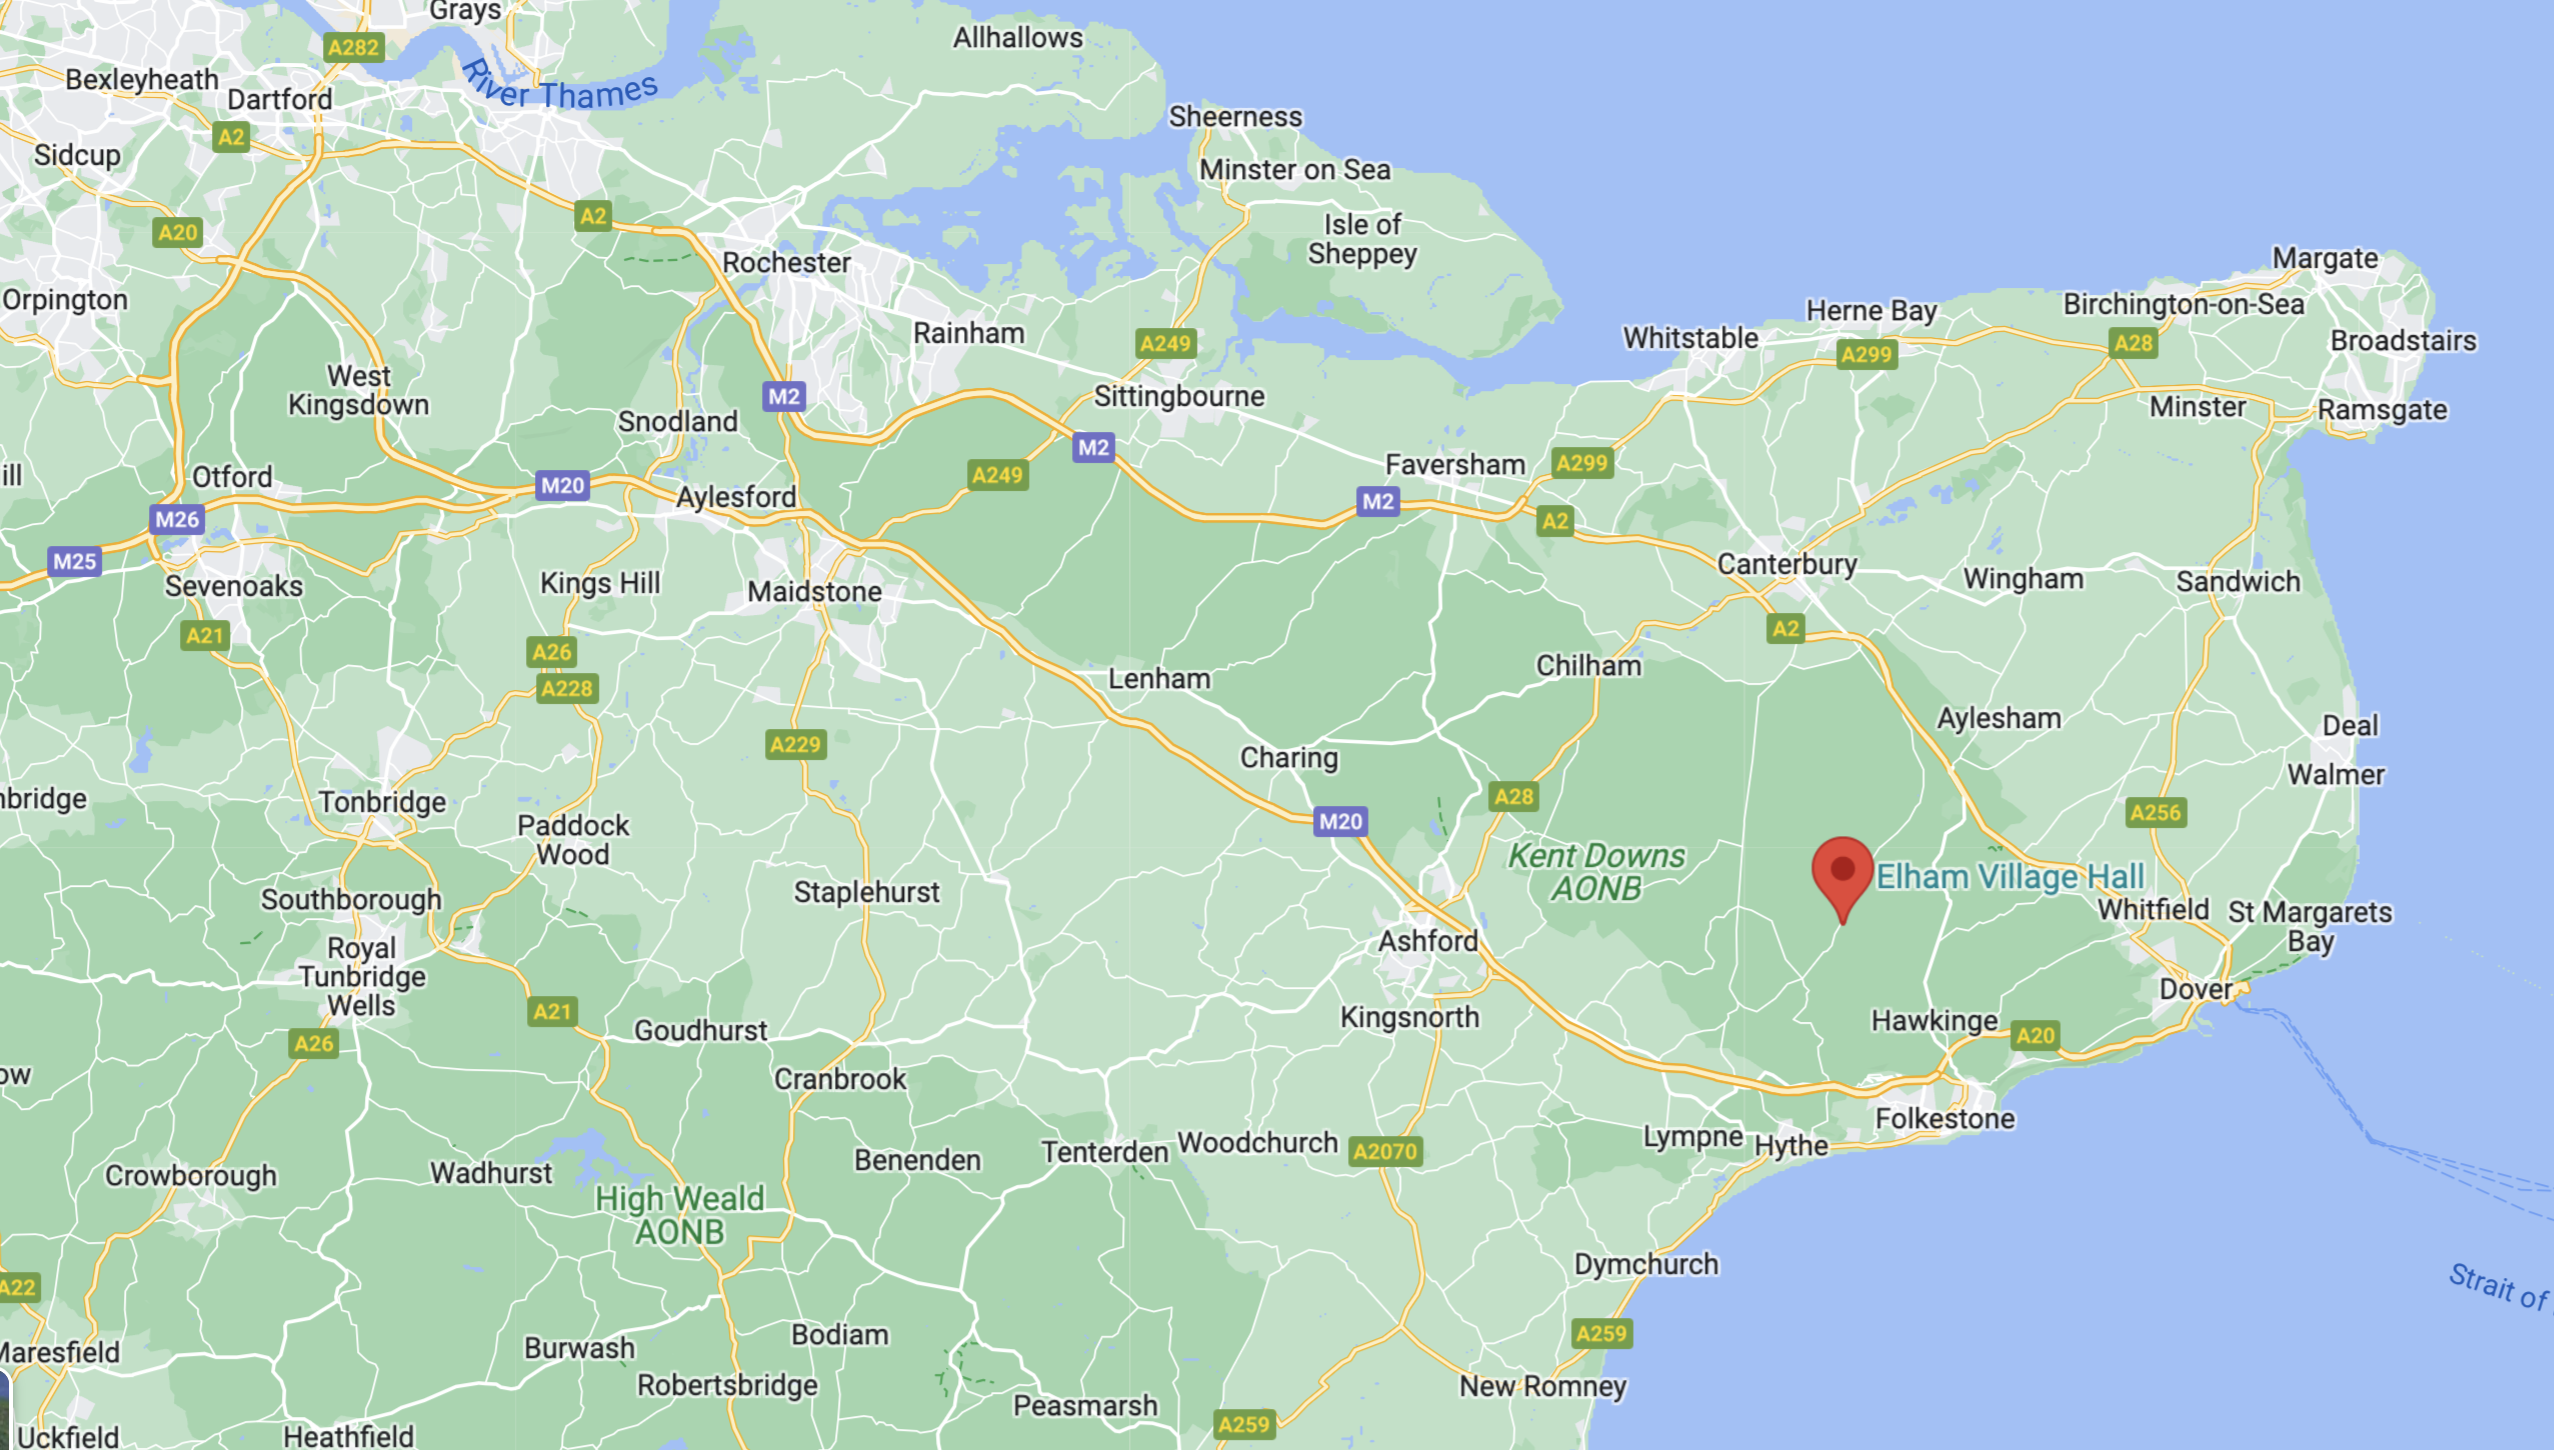 Grays
Allhallows
A282
Bexleyheath
Dartford
River Thames
Sheerness
A2
Sidcup
Minster on Sea
A20
A2
Isle of
Sheppey
Rochester
Margate
Orpington
Birchington-on-Sea
Herne Bay
Rainham
A249
Whitstable
A299
A28
Broadstairs
West
Kingsdown
M2
Sittingbourne
Minster
Ramsgate
Snodland
M2
ill
Otford
M20
Aylesford
A249
Faversham
A299
M2
A2
M26
M25
Sevenoaks
Kings Hill
Maidstone
Canterbury
Wingham
Sandwich
A21
A26
A2
A228
Lenham
Chilham
A229
Aylesham
Deal
Charing
Walmer
nbridge
Tonbridge
A28
Paddock
Wood
M20
A256
Kent Downs
AONB
Elham Village Hall
Southborough
Staplehurst
Whitfield
St Margarets
Bay
Ashford
Royal
Tunbridge
Wells
Dover
A21
Kingsnorth
Goudhurst
Hawkinge
A20
A26
ow
Cranbrook
Folkestone
Crowborough
Wadhurst
Benenden
Tenterden
Woodchurch
A2070
Lympne
Hythe
High Weald
AONB
Dymchurch
A22
Strait of
Maresfield
Burwash
Bodiam
A259
Robertsbridge
New Romney
Peasmarsh
A259
Uckfield
Heathfield